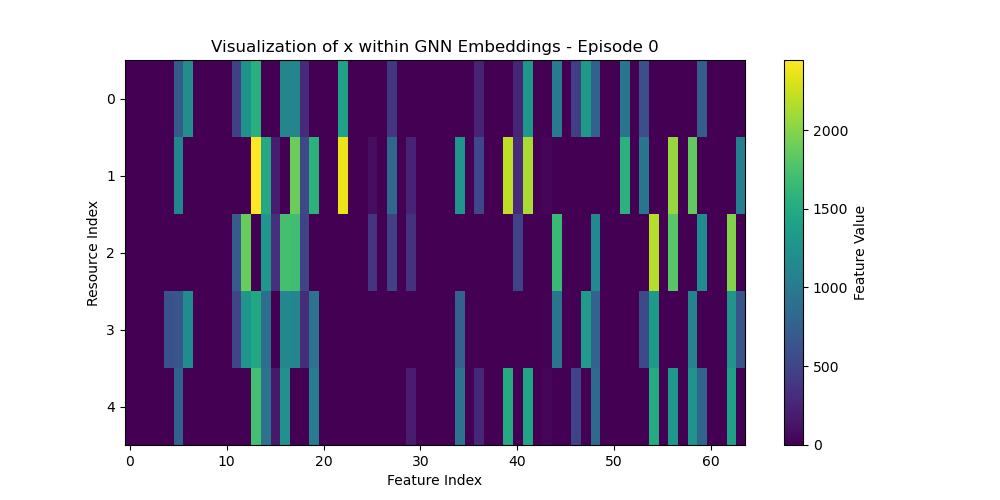 Visualization of x within GNN Embeddings - Episode 0
Resource Index
0
1
2
3
4
0 10 20 30 40 50 60
Feature Index
2000
1500
1000
500
0
Feature Value